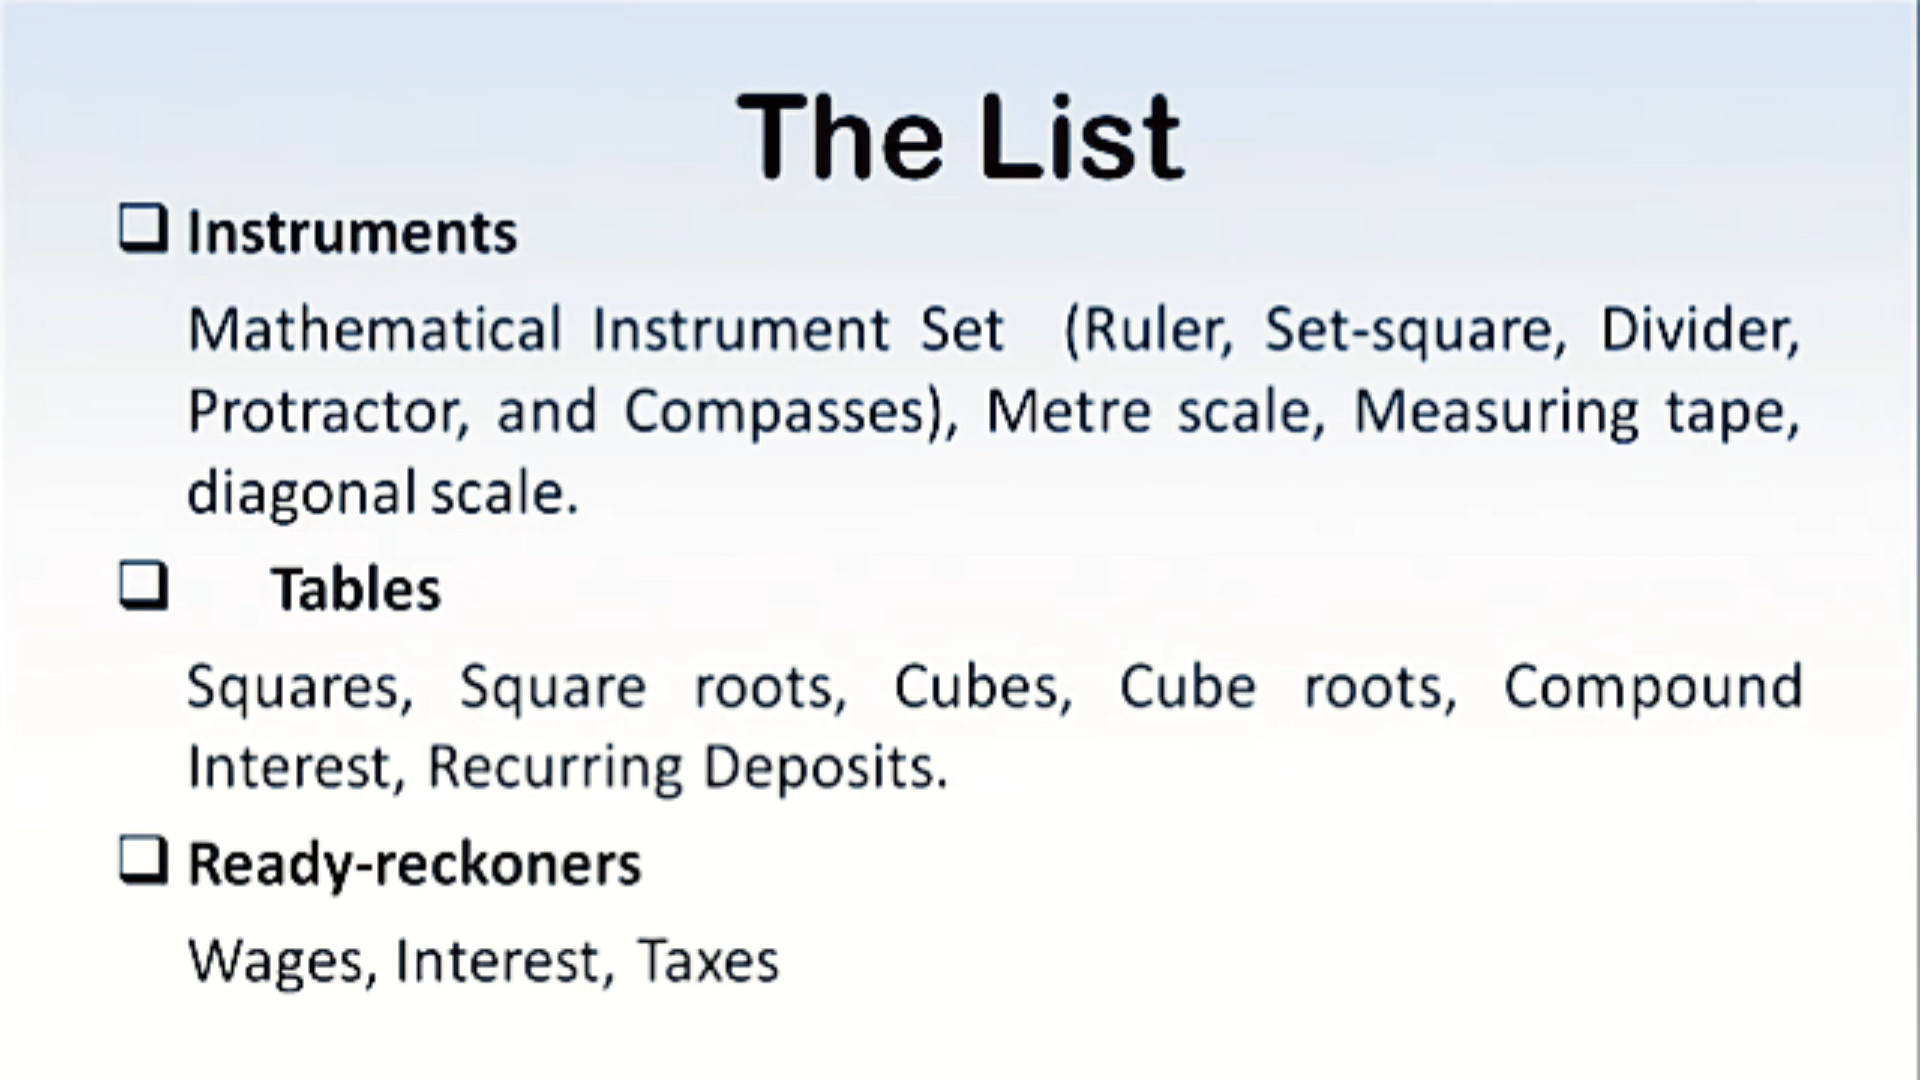 The List
Instruments
Mathematical Instrument Set (Ruler, Set-square, Divider,
Protractor, and Compasses), Metre scale, Measuring tape,
diagonal scale.
Tables
Squares, Square roots, Cubes, Cube roots, Compound
Interest, Recurring Deposits.
Ready-reckoners
Wages, Interest, Taxes